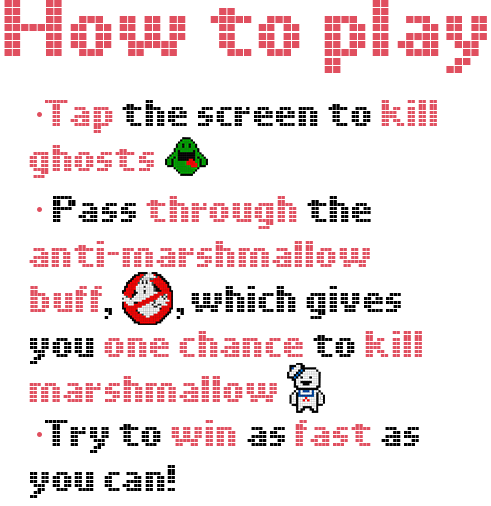 How to play
·Tap the screen to kill
ghosts
·Pass through the
anti-marshmallow
buff, , which gives
you one chance to kill
marshmallow
·Try to win as fast as
you can!